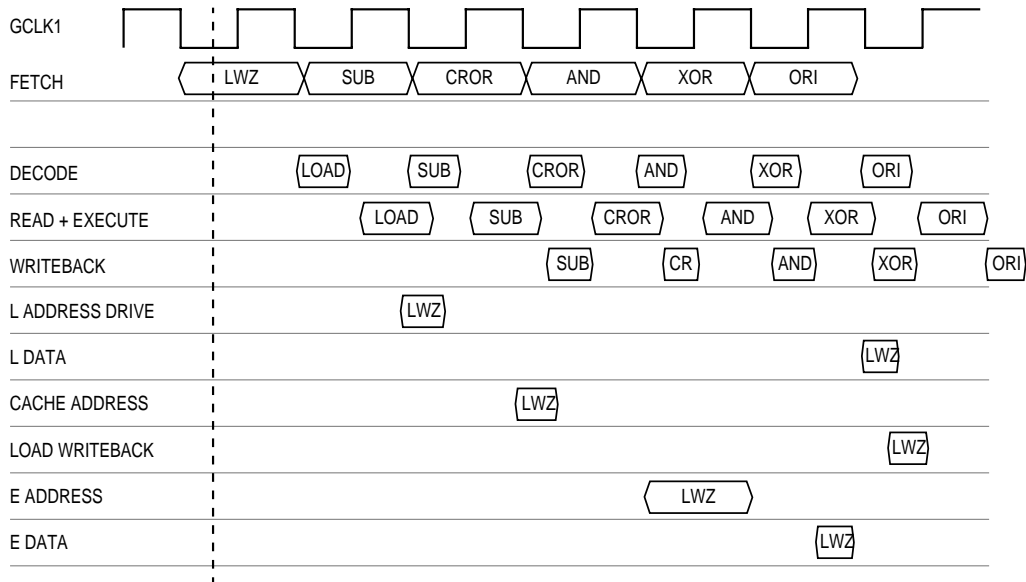 GCLK1
FETCH LWZ SUB CROR AND XOR ORI
DECODE LOAD SUB CROR AND XOR ORI
READ + EXECUTE LOAD SUB CROR AND XOR ORI
WRITEBACK SUB CR AND XOR ORI
L ADDRESS DRIVE LWZ
L DATA LWZ
CACHE ADDRESS LWZ
LOAD WRITEBACK LWZ
E ADDRESS LWZ
E DATA LWZ